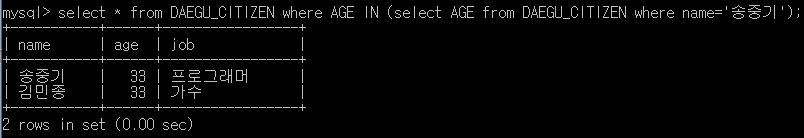 mysql> select * from DAEGU_CITIZEN where AGE IN (select AGE from DAEGU_CITIZEN where name='송중기');
+--------+------+------------+
| name | age | job |
+--------+------+------------+
| 송중기 | 33 | 프로그래머 |
| 김민종 | 33 | 가수 |
+--------+------+------------+
2 rows in set (0.00 sec)